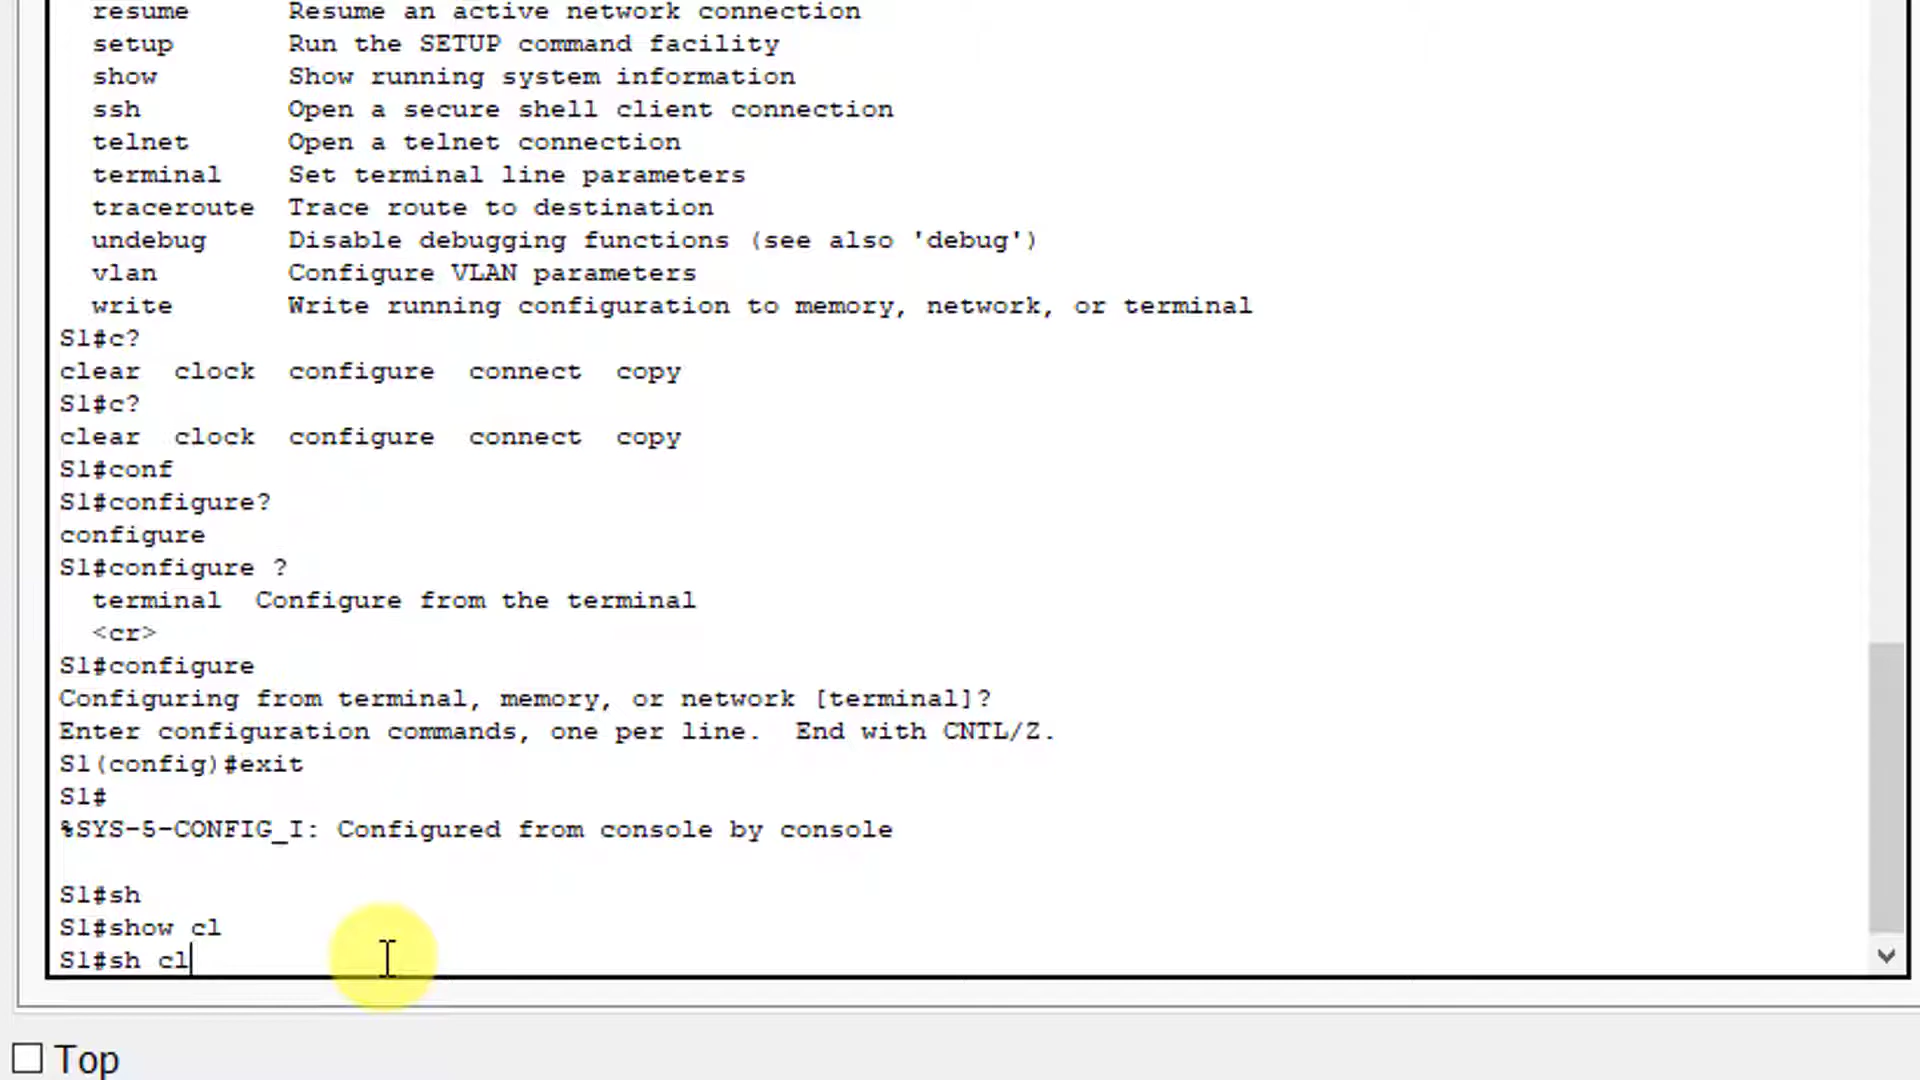 resume      Resume an active network connection
setup       Run the SETUP command facility
show        Show running system information
ssh         Open a secure shell client connection
telnet      Open a telnet connection
terminal    Set terminal line parameters
traceroute  Trace route to destination
undebug     Disable debugging functions (see also 'debug')
vlan        Configure VLAN parameters
write       Write running configuration to memory, network, or terminal
S1#c?
clear  clock  configure  connect  copy
S1#c?
clear  clock  configure  connect  copy
S1#conf
S1#configure?
configure
S1#configure ?
terminal  Configure from the terminal
<cr>
S1#configure
Configuring from terminal, memory, or network [terminal]?
Enter configuration commands, one per line.  End with CNTL/Z.
S1(config)#exit
S1#
%SYS-5-CONFIG_I: Configured from console by console
S1#sh
S1#show cl
S1#sh cl
Top